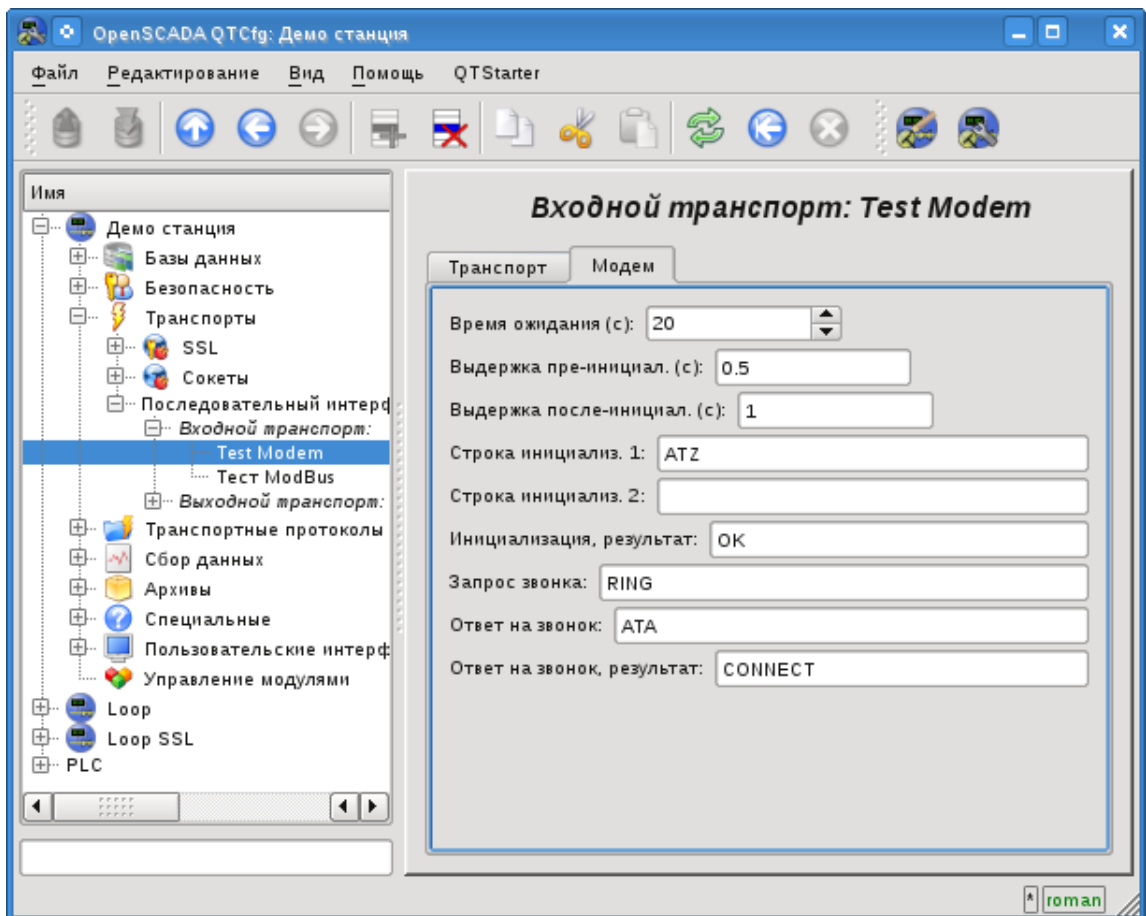 OpenSCADA QTCfg: Демо станция
Файл Редактирование Вид Помощь QTStarter
Имя
Демо станция
Базы данных
Безопасность
Транспорты
SSL
Сокеты
Последовательный интерф
Входной транспорт:
Test Modem
Тест ModBus
Выходной транспорт:
Транспортные протоколы
Сбор данных
Архивы
Специальные
Пользовательские интерф
Управление модулями
Loop
Loop SSL
PLC
Входной транспорт: Test Modem
Транспорт Модем
Время ожидания (с): 20
Выдержка пре-инициал. (с): 0.5
Выдержка после-инициал. (с): 1
Строка инициализ. 1: ATZ
Строка инициализ. 2:
Инициализация, результат: OK
Запрос звонка: RING
Ответ на звонок: ATA
Ответ на звонок, результат: CONNECT
* roman